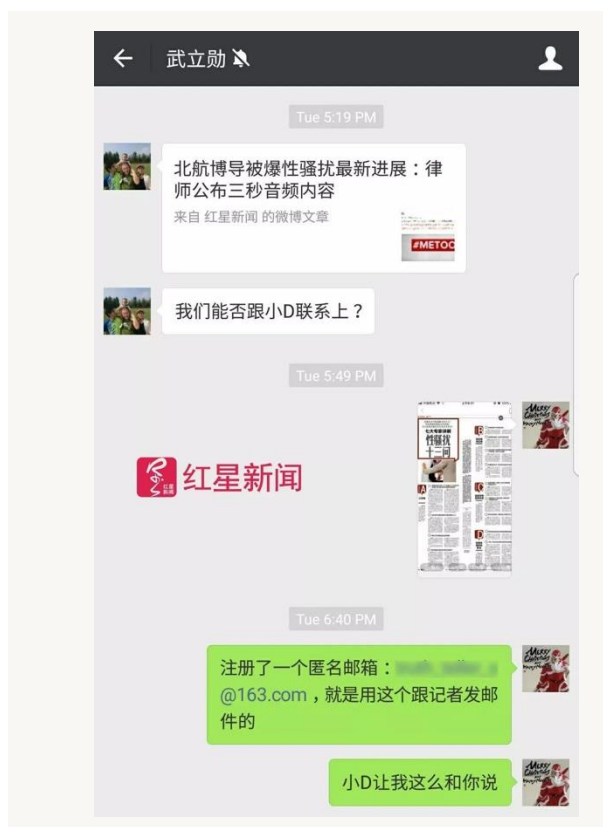 武立勋
Tue 5:19 PM
北航博导被爆性骚扰最新进展：律
师公布三秒音频内容
来自 红星新闻 的微博文章
#METOO
我们能否跟小D联系上？
Tue 5:49 PM
性骚扰
十三问
A
B
C
D
红星新闻
Tue 6:40 PM
注册了一个匿名邮箱：
@163.com，就是用这个跟记者发邮
件的
小D让我这么和你说